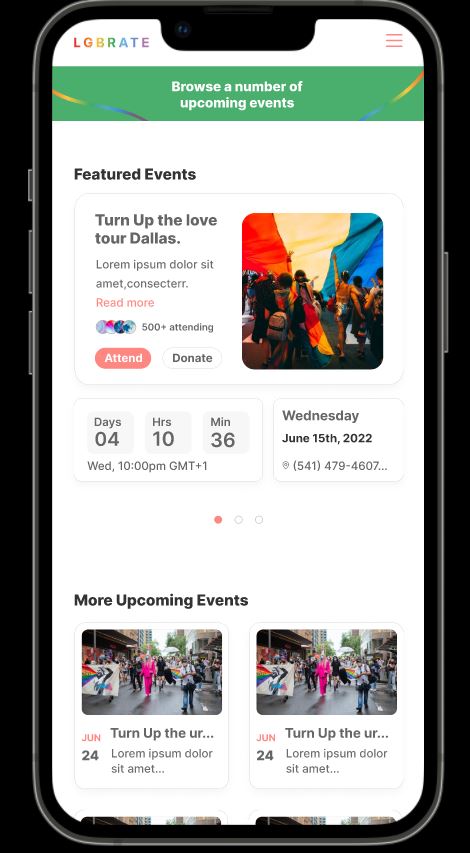 LGBRATE
Browse a number of
upcoming events
Featured Events
Turn Up the love
tour Dallas.
Lorem ipsum dolor sit
amet,consecterr.
Read more
500+ attending
Attend
Donate
Days
04
Hrs
10
Min
36
Wed, 10:00pm GMT+1
Wednesday
June 15th, 2022
(541) 479-4607...
More Upcoming Events
JUN
24
Turn Up the ur...
Lorem ipsum dolor
sit amet...
JUN
24
Turn Up the ur...
Lorem ipsum dolor
sit amet...